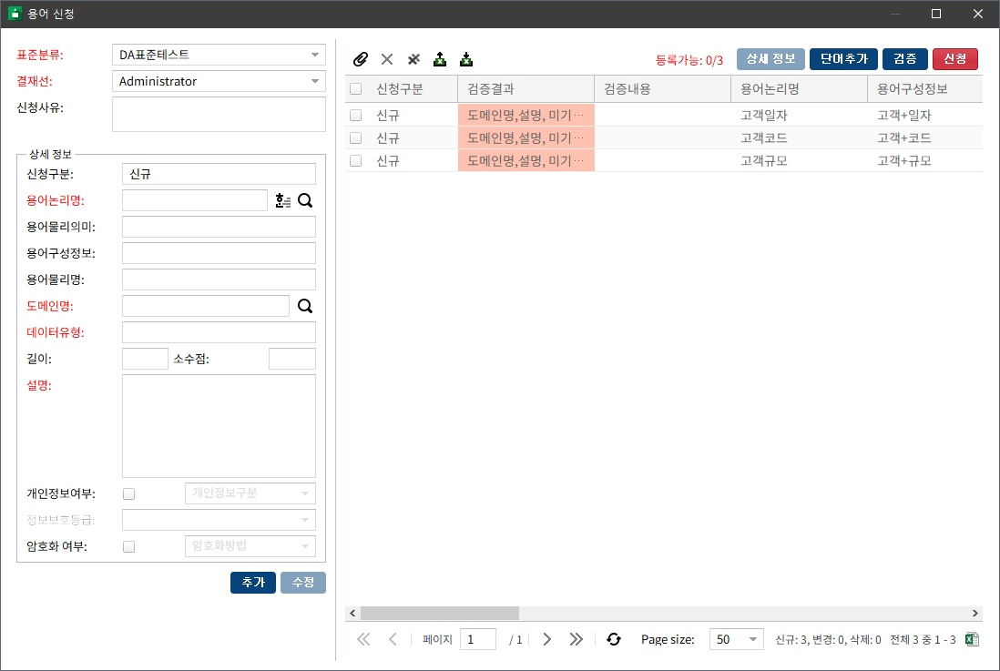 용어 신청
표준분류: DA표준테스트
결재선: Administrator
신청사유:
상세 정보
신청구분: 신규
용어논리명:
용어물리의미:
용어구성정보:
용어물리명:
도메인명:
데이터유형:
길이: 소수점:
설명:
개인정보여부: 개인정보구분
정보보호등급:
암호화 여부: 암호화방법
추가 수정
등록가능: 0/3 상세 정보 단어추가 검증 신청
신청구분 검증결과 검증내용 용어논리명 용어구성정보
신규 도메인명,설명, 미기··· 고객일자 고객+일자
신규 도메인명,설명, 미기··· 고객코드 고객+코드
신규 도메인명,설명, 미기··· 고객규모 고객+규모
페이지 1 / 1 Page size: 50 신규: 3, 변경: 0, 삭제: 0 전체 3 중 1 - 3